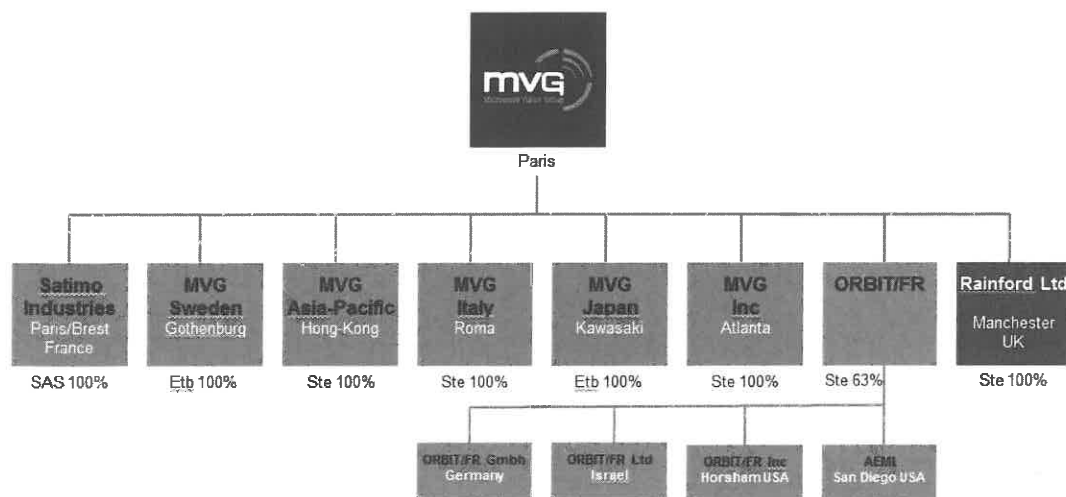 mvg
Microwave Vision Group
Paris
Satimo
Industries
Paris/Brest
France
SAS 100%
MVG
Sweden
Gothenburg
Etb 100%
MVG
Asia-Pacific
Hong-Kong
Ste 100%
MVG
Italy
Roma
Ste 100%
MVG
Japan
Kawasaki
Etb 100%
MVG
Inc
Atlanta
Ste 100%
ORBIT/FR
Ste 63%
Rainford Ltd
Manchester
UK
Ste 100%
ORBIT/FR Gmbh
Germany
ORBIT/FR Ltd
Israel
ORBIT/FR Inc
Horsham USA
AEMI
San Diego USA